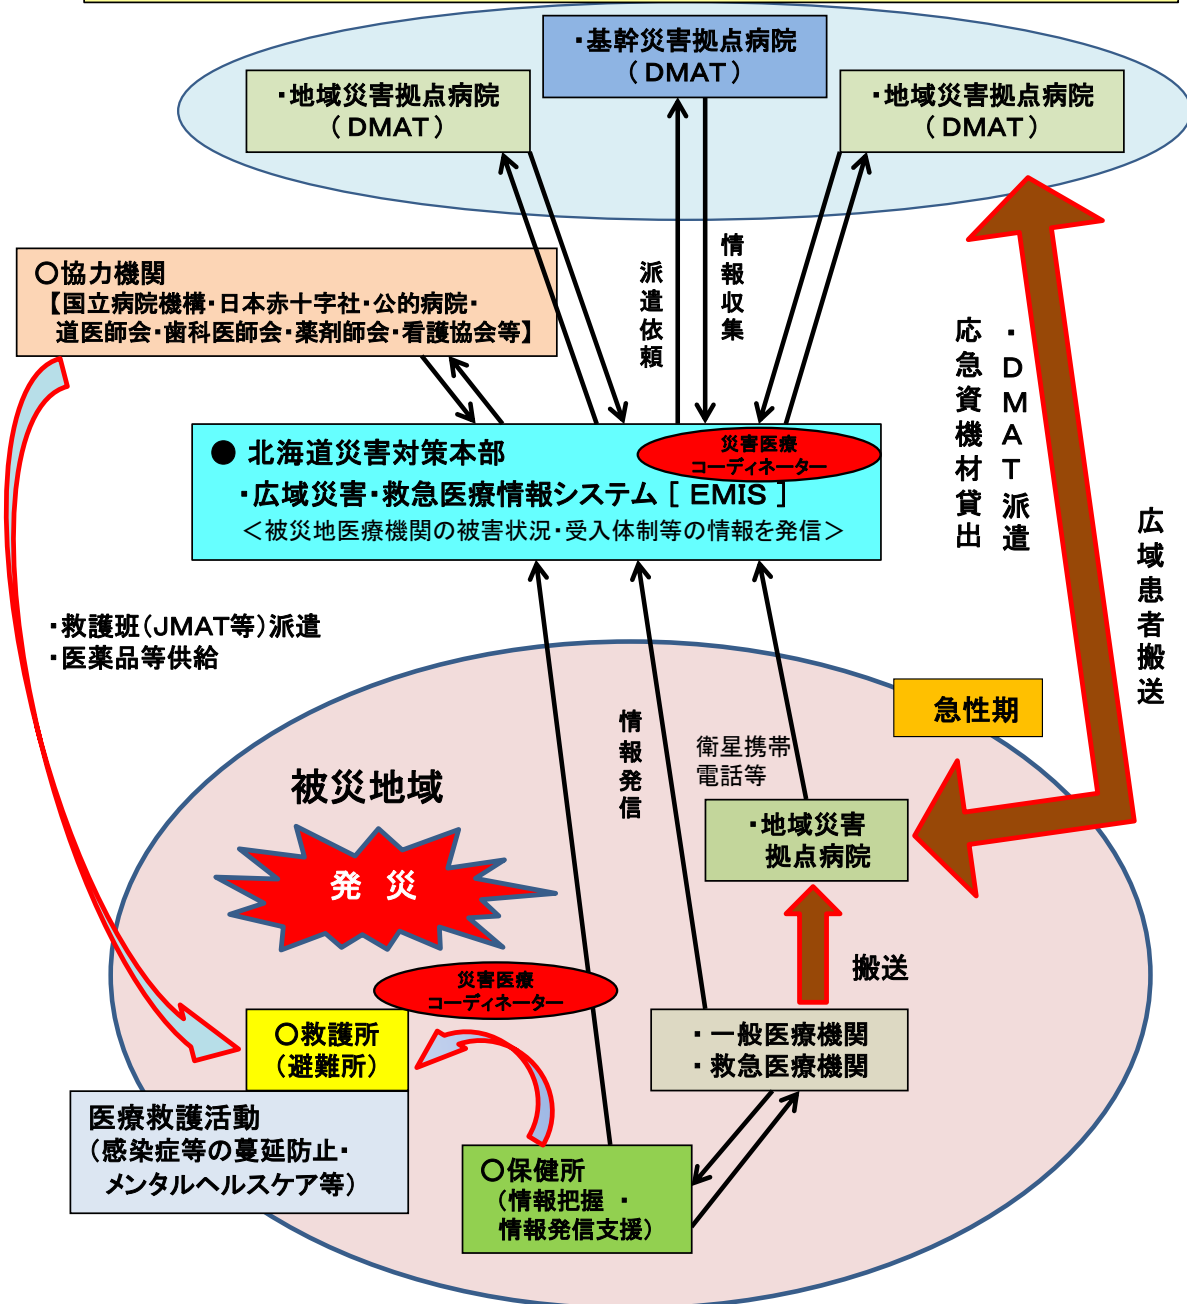 ・基幹災害拠点病院
（DMAT）
・地域災害拠点病院
（DMAT）
・地域災害拠点病院
（DMAT）
○協力機関
【国立病院機構・日本赤十字社・公的病院・
道医師会・歯科医師会・薬剤師会・看護協会等】
派遣依頼
情報収集
・DMAT派遣
応急資機材貸出
広域患者搬送
● 北海道災害対策本部
災害医療
コーディネーター
・広域災害・救急医療情報システム［ EMIS ］
＜被災地医療機関の被害状況・受入体制等の情報を発信＞
・救護班（JMAT等）派遣
・医薬品等供給
急性期
情報発信
衛星携帯
電話等
被災地域
発 災
・地域災害
拠点病院
搬送
災害医療
コーディネーター
○救護所
（避難所）
・一般医療機関
・救急医療機関
医療救護活動
（感染症等の蔓延防止・
メンタルヘルスケア等）
○保健所
（情報把握 ・
情報発信支援）